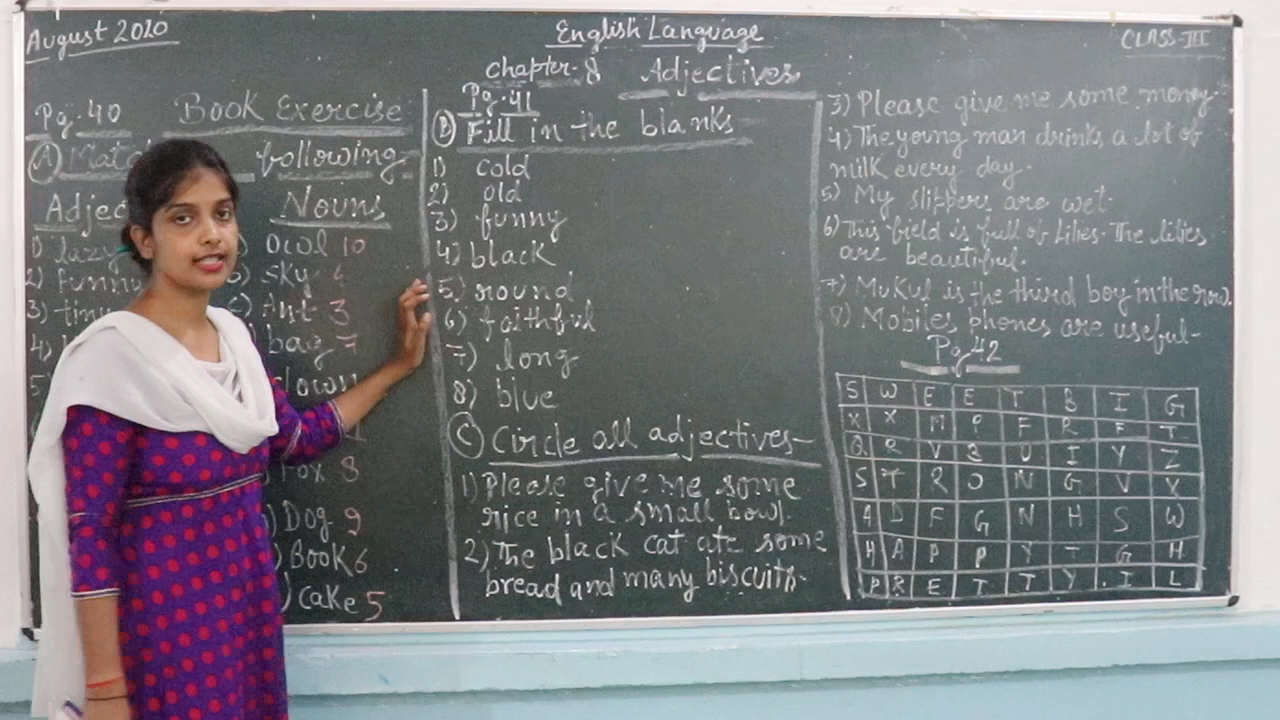 August 2020
English Language
CLASS-III
Chapter-8 Adjectives
Pg. 40 Book Exercise
(A) following
Nouns
1) lazy
2) funny
3) tiny
4)
5)
Owl 10
Sky 4
Ant 3
bag 7
Fox 8
Dog 9
) Book 6
) Cake 5
Pg. 41
(B) Fill in the blanks
1) cold
2) old
3) funny
4) black
5) round
6) faithful
7) long
8) blue
(C) Circle all adjectives-
1) Please give me some
rice in a small bowl.
2) The black cat ate some
bread and many biscuits.
3) Please give me some money.
4) The young man drinks a lot of
milk every day.
5) My slippers are wet.
6) This field is full of lilies. The lilies
are beautiful.
7) Mukul is the third boy in the row.
8) Mobiles phones are useful-
Pg 42
S W E E T B I G
X X M P F R F T
Q R V B U I Y Z
S T R O N G V X
A D F G N H S W
H A P P Y T G H
P R E T T Y . I L